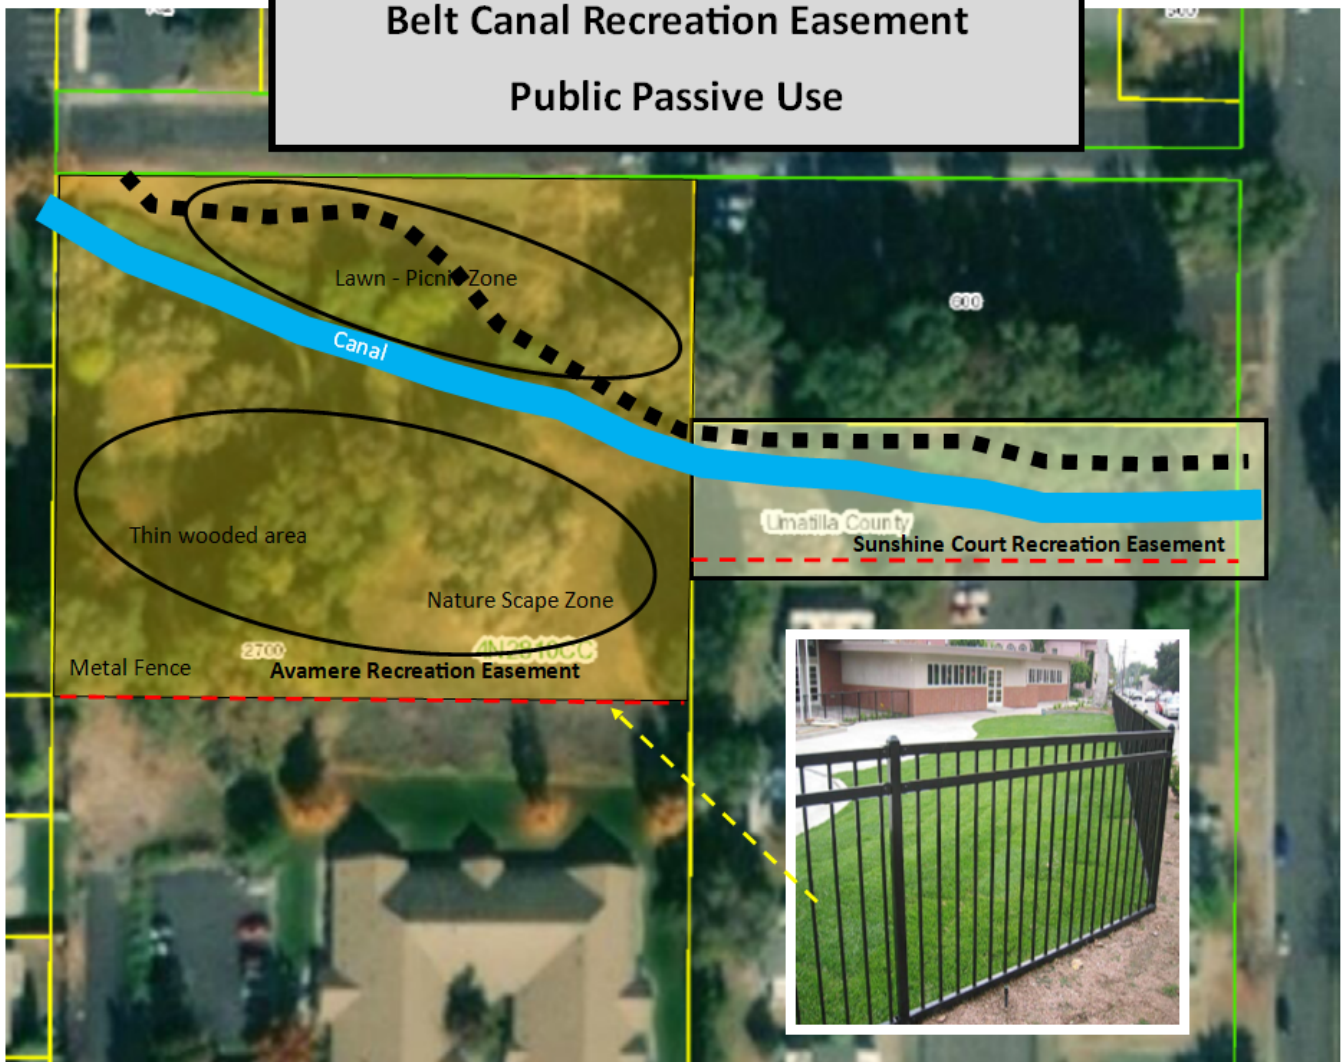 Belt Canal Recreation Easement
Public Passive Use
Lawn - Picnic Zone
600
Canal
Umatilla County
Sunshine Court Recreation Easement
Thin wooded area
Nature Scape Zone
2700
4N2810CC
Metal Fence
Avamere Recreation Easement